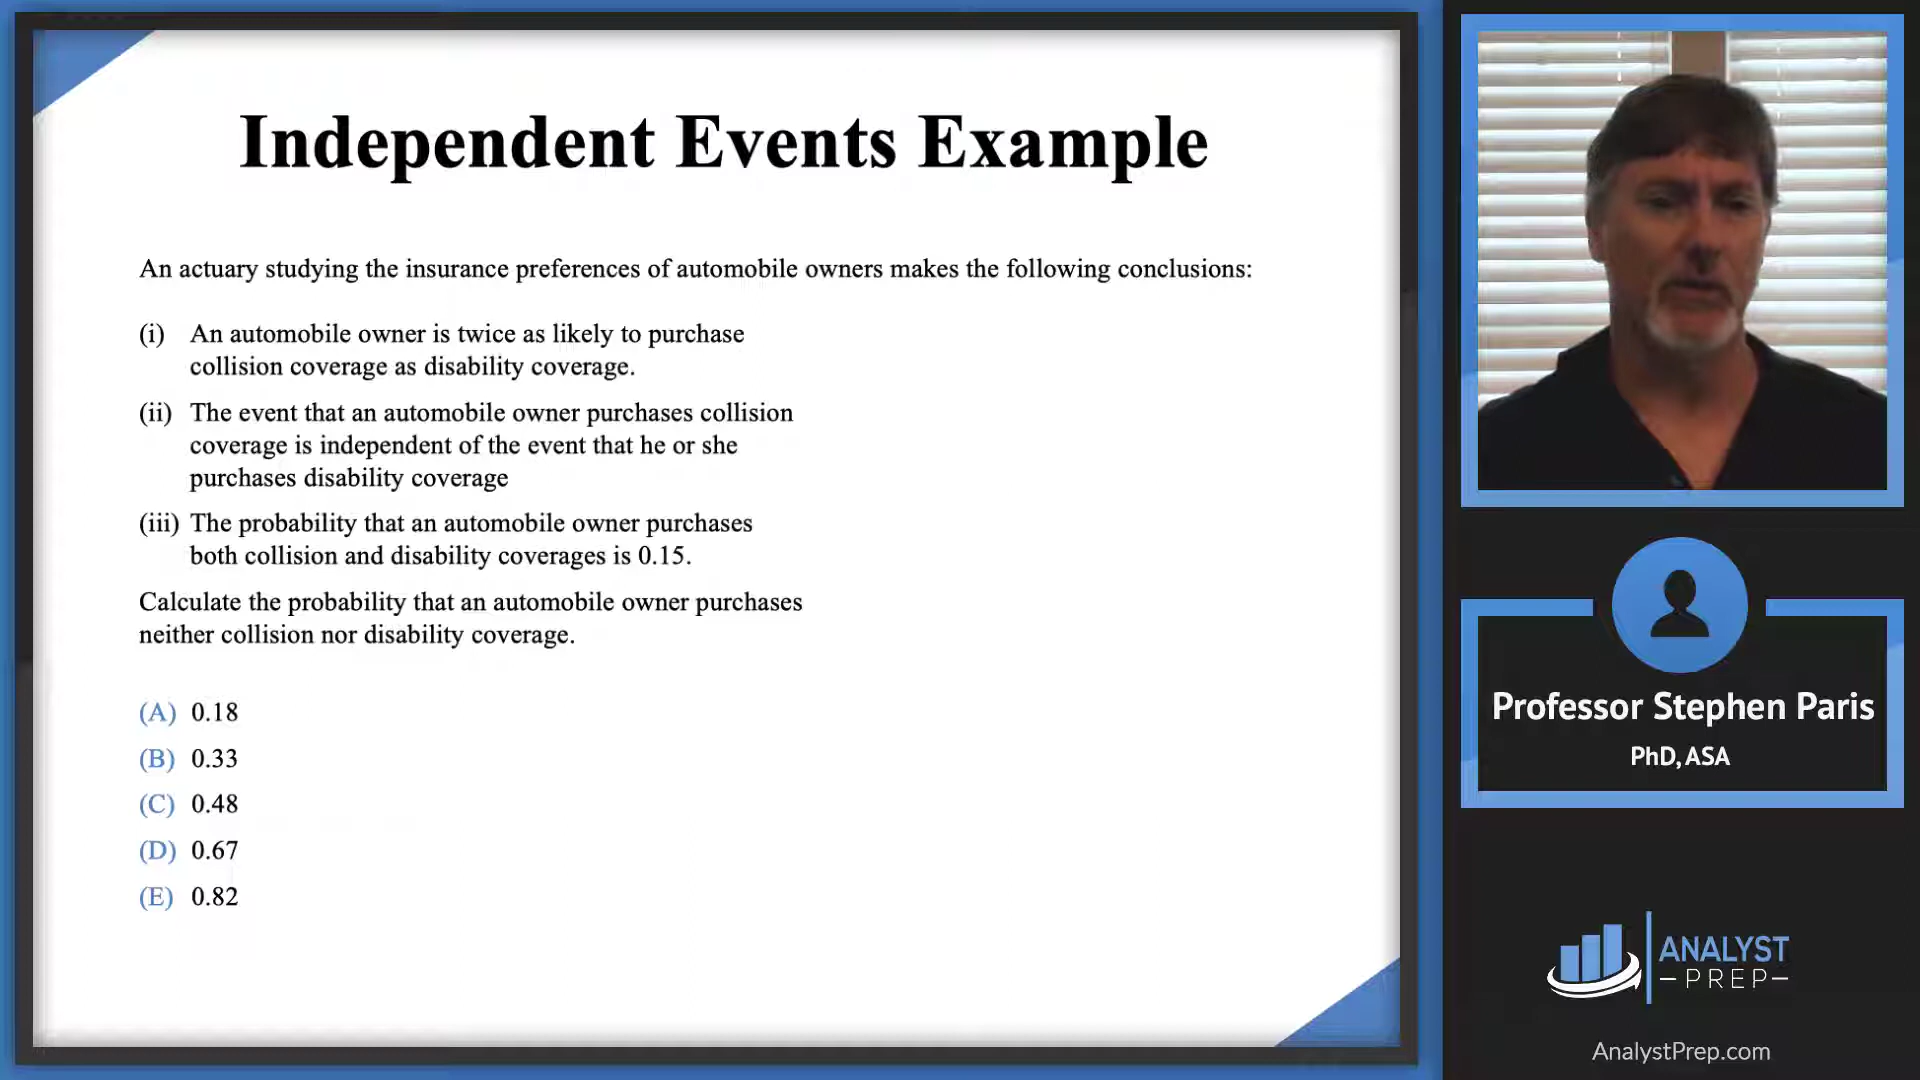 Independent Events Example
An actuary studying the insurance preferences of automobile owners makes the following conclusions:
(i) An automobile owner is twice as likely to purchase
collision coverage as disability coverage.
(ii) The event that an automobile owner purchases collision
coverage is independent of the event that he or she
purchases disability coverage
(iii) The probability that an automobile owner purchases
both collision and disability coverages is 0.15.
Calculate the probability that an automobile owner purchases
neither collision nor disability coverage.
(A) 0.18
(B) 0.33
(C) 0.48
(D) 0.67
(E) 0.82
Professor Stephen Paris
PhD, ASA
ANALYST
PREP
AnalystPrep.com